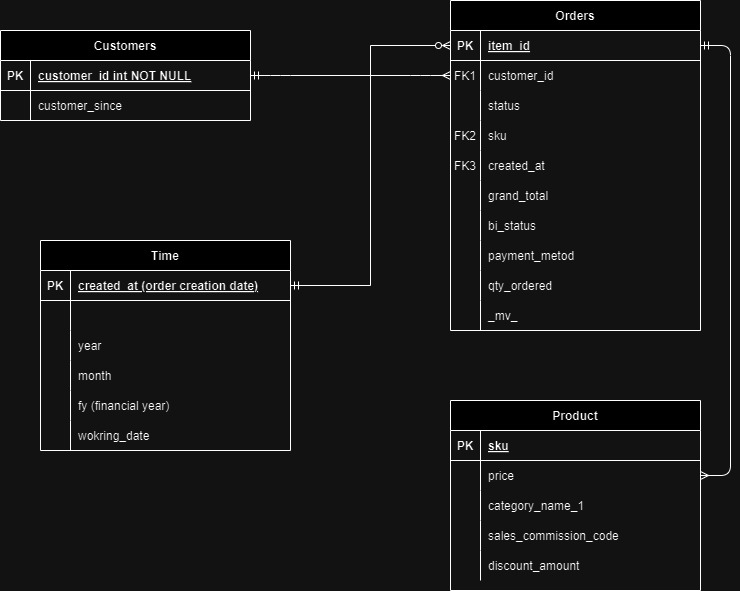 Customers
PK customer_id int NOT NULL
customer_since
Orders
PK item_id
FK1 customer_id
status
FK2 sku
FK3 created_at
grand_total
bi_status
payment_metod
qty_ordered
_mv_
Time
PK created_at (order creation date)
year
month
fy (financial year)
wokring_date
Product
PK sku
price
category_name_1
sales_commission_code
discount_amount